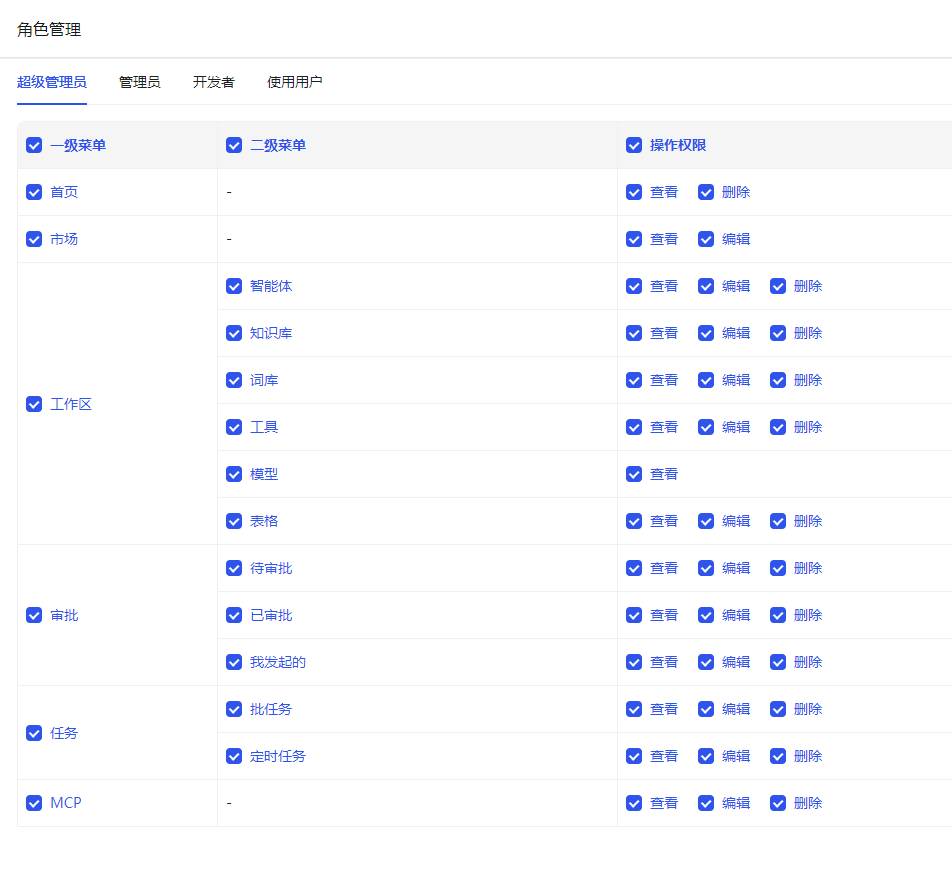 角色管理
超级管理员 管理员 开发者 使用用户
一级菜单 二级菜单 操作权限
首页 - 查看 删除
市场 - 查看 编辑
智能体 查看 编辑 删除
知识库 查看 编辑 删除
词库 查看 编辑 删除
工作区
工具 查看 编辑 删除
模型 查看
表格 查看 编辑 删除
待审批 查看 编辑 删除
审批 已审批 查看 编辑 删除
我发起的 查看 编辑 删除
批任务 查看 编辑 删除
任务
定时任务 查看 编辑 删除
MCP - 查看 编辑 删除